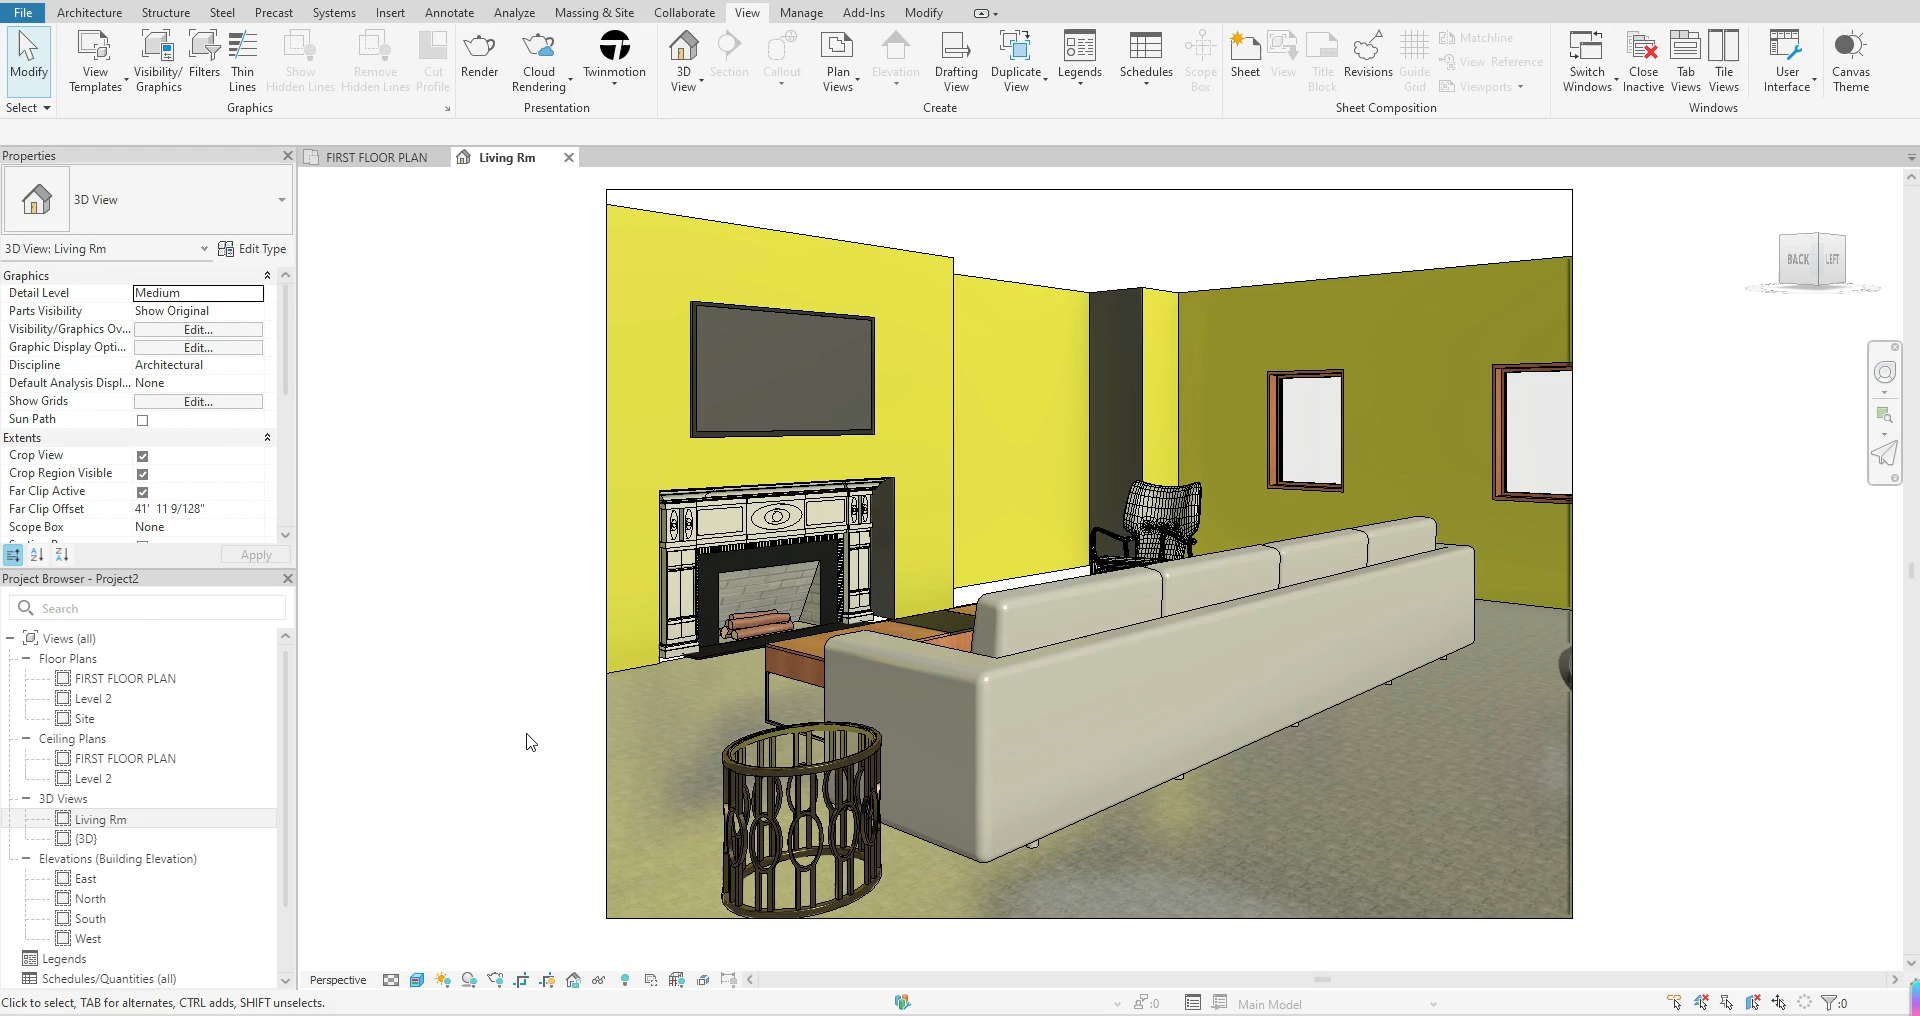 File Architecture Structure Steel Precast Systems Insert Annotate Analyze Massing & Site Collaborate View Manage Add-Ins Modify
Modify
View Templates
Visibility/ Graphics
Filters
Thin Lines
Show Hidden Lines
Remove Hidden Lines
Cut Profile
Render
Cloud Rendering
Twinmotion
3D View
Section
Callout
Plan Views
Elevation
Drafting View
Duplicate View
Legends
Schedules
Scope Box
Sheet
View
Title Block
Revisions
Guide Grid
Matchline
View Reference
Viewports
Switch Windows
Close Inactive
Tab Views
Tile Views
User Interface
Canvas Theme
Select Graphics Presentation Create Sheet Composition Windows
Properties
FIRST FLOOR PLAN
Living Rm
3D View
3D View: Living Rm
Edit Type
Graphics
Detail Level Medium
Parts Visibility Show Original
Visibility/Graphics Ov... Edit...
Graphic Display Opti... Edit...
Discipline Architectural
Default Analysis Displ... None
Show Grids Edit...
Sun Path
Extents
Crop View
Crop Region Visible
Far Clip Active
Far Clip Offset 41' 11 9/128"
Scope Box None
Apply
Project Browser - Project2
Search
Views (all)
Floor Plans
FIRST FLOOR PLAN
Level 2
Site
Ceiling Plans
FIRST FLOOR PLAN
Level 2
3D Views
Living Rm
{3D}
Elevations (Building Elevation)
East
North
South
West
Legends
Schedules/Quantities (all)
BACK LEFT
Perspective
Click to select, TAB for alternates, CTRL adds, SHIFT unselects.
:0
Main Model
:0